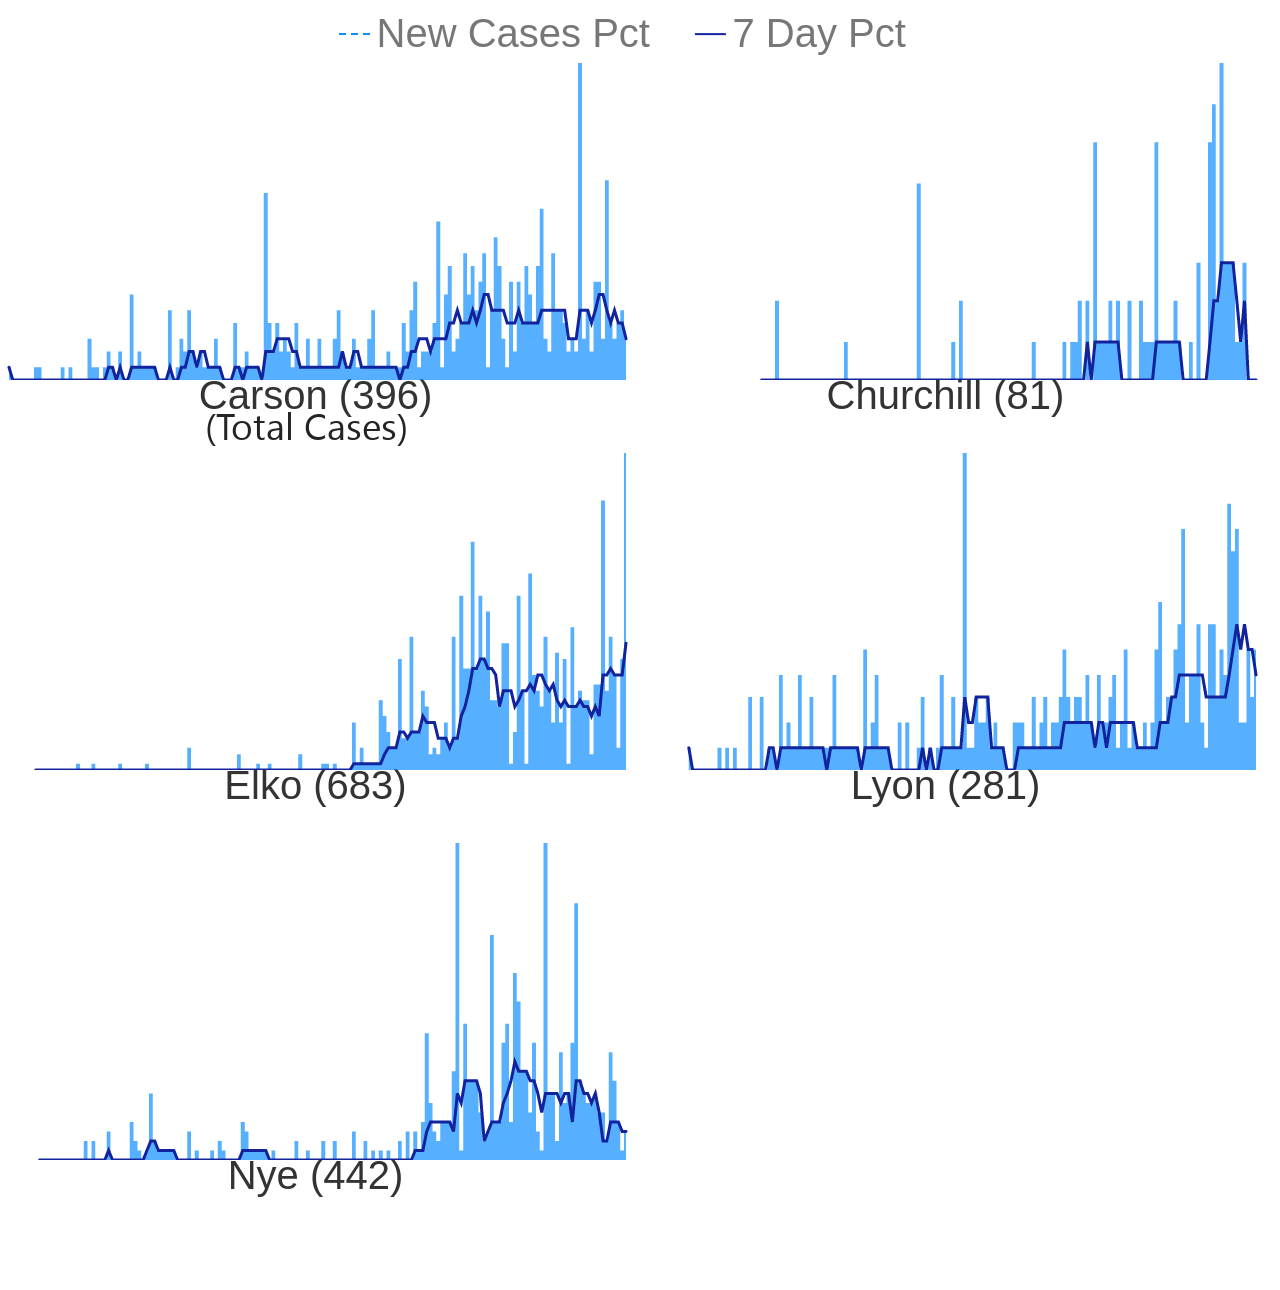 New Cases Pct 7 Day Pct
Carson (396) Churchill (81)
(Total Cases)
Elko (683) Lyon (281)
Nye (442)